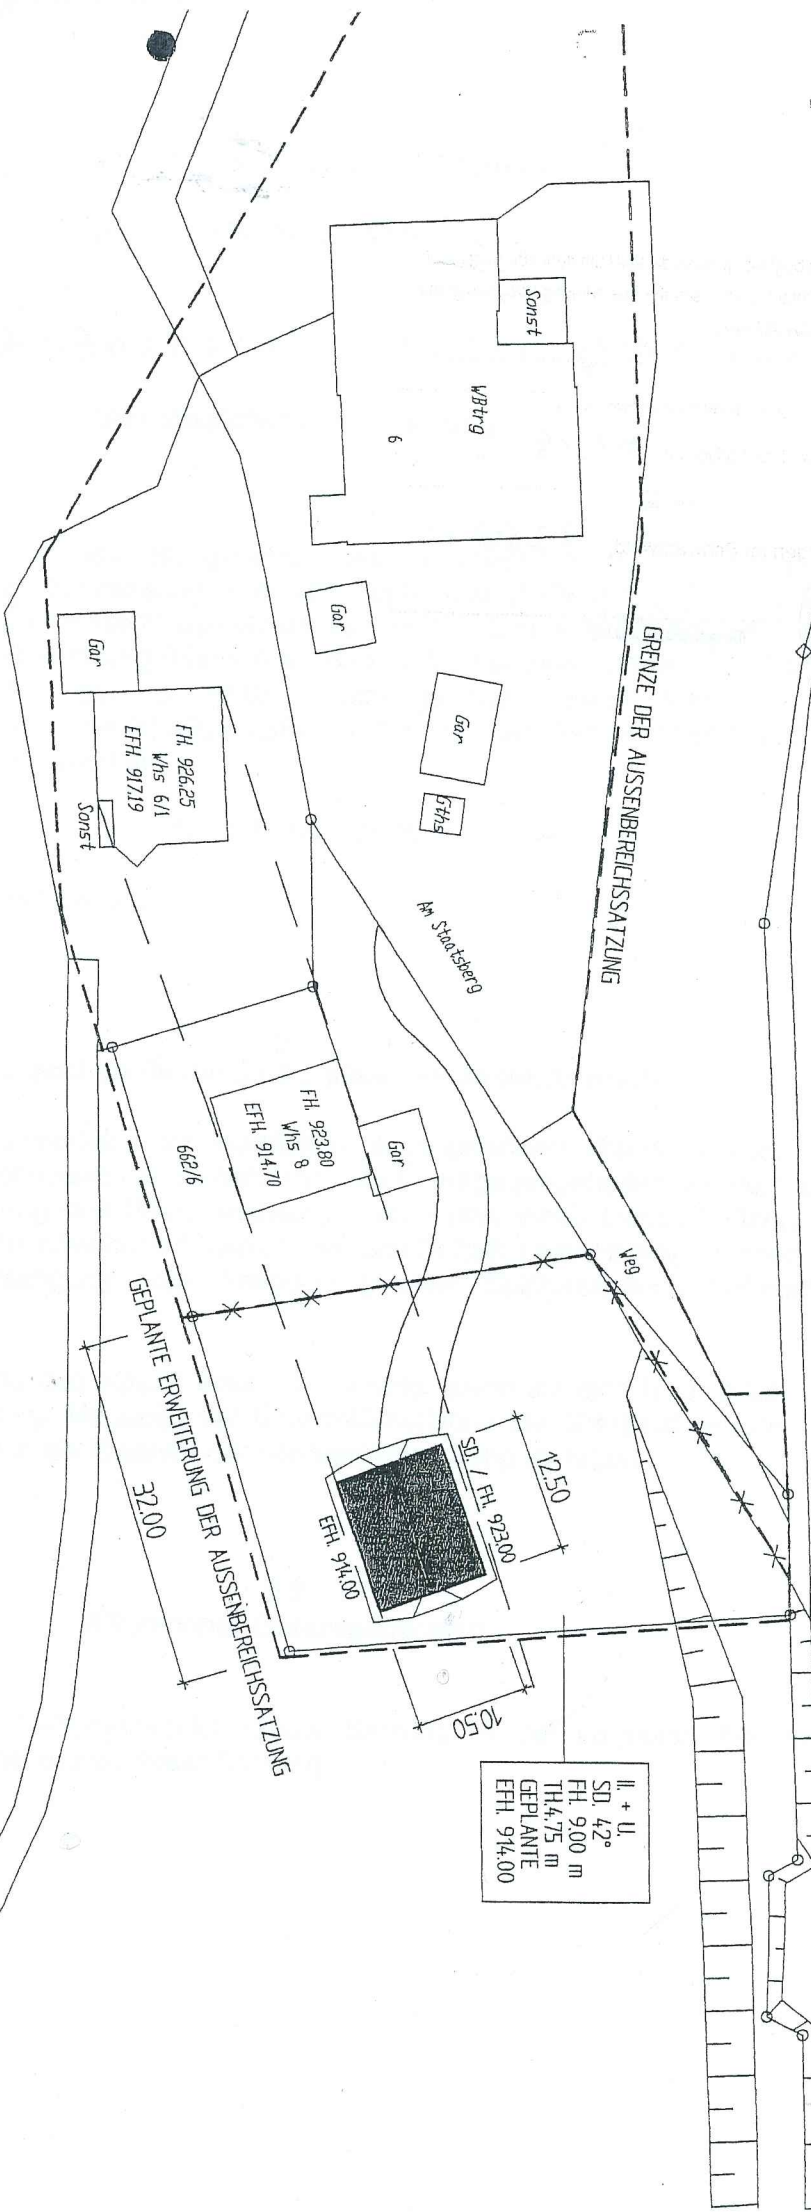 GRENZE DER AUSSENBEREICHSSATZUNG
Sonst
WBtrg
6
Gar
Gar
Gths
Gar
FH. 926.25
Whs 6/1
EFH. 917.19
Sonst
Am Staatsberg
Weg
Gar
FH. 923.80
Whs 8
EFH. 914.70
662/6
GEPLANTE ERWEITERUNG DER AUSSENBEREICHSSATZUNG
32.00
12.50
SD. / FH. 923.00
EFH. 914.00
10.50
II. + U.
SD. 42°
FH. 9.00 m
TH.4.75 m
GEPLANTE
EFH. 914.00